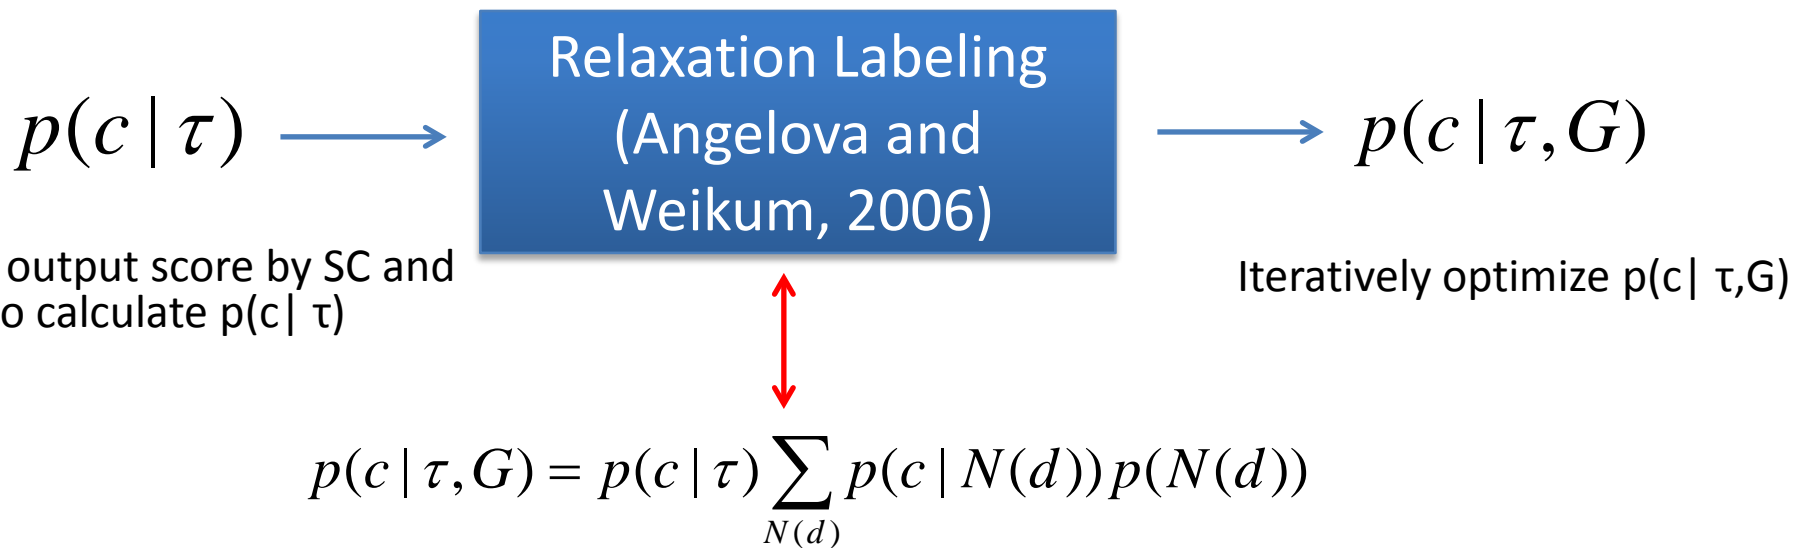 Relaxation Labeling
(Angelova and
Weikum, 2006)
p(c | τ)
p(c | τ, G)
output score by SC and
o calculate p(c| τ)
Iteratively optimize p(c| τ,G)
p(c | τ, G) = p(c | τ) ∑ p(c | N(d)) p(N(d))
N(d)